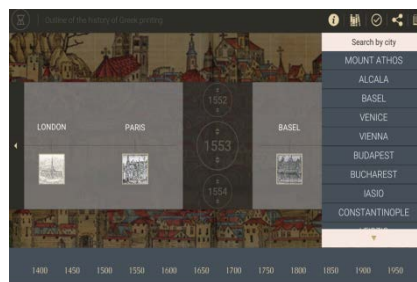 Outline of the history of Greek printing
Search by city
MOUNT ATHOS
ALCALA
BASEL
VENICE
VIENNA
BUDAPEST
BUCHAREST
IASIO
CONSTANTINOPLE
1552
LONDON
PARIS
1553
BASEL
1554
1400 1450 1500 1550 1600 1650 1700 1750 1800 1850 1900 1950